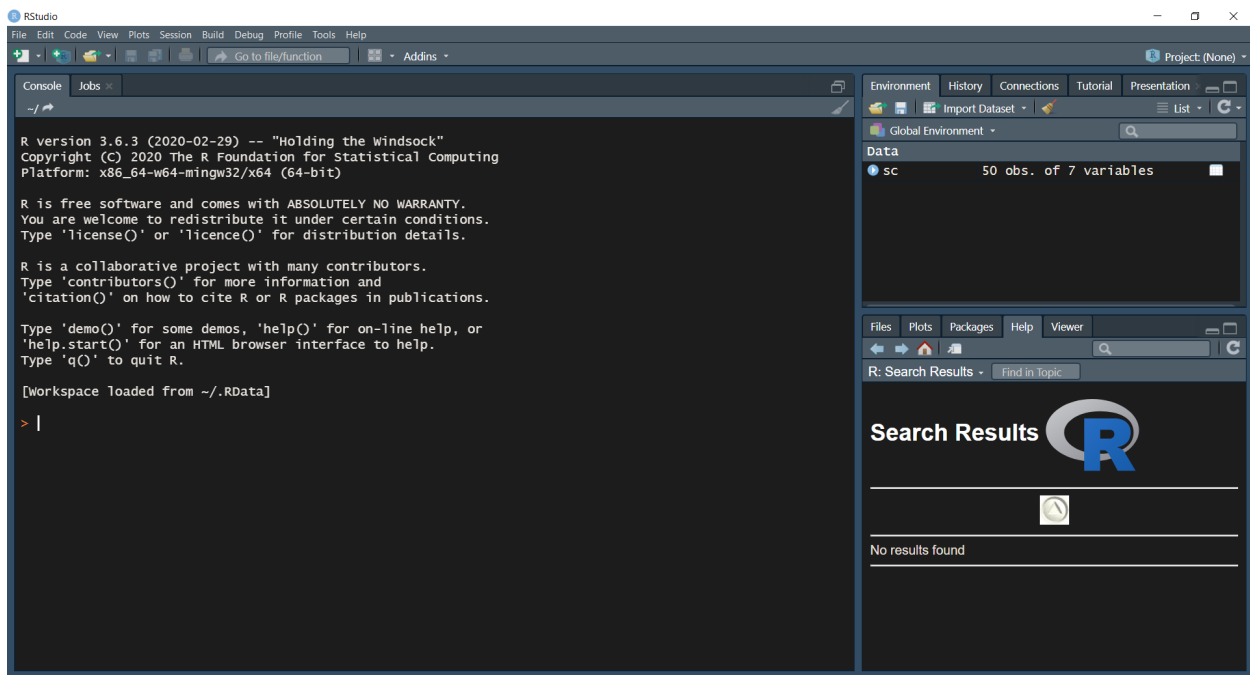 RStudio
File Edit Code View Plots Session Build Debug Profile Tools Help
Go to file/function Addins Project: (None)
Console Jobs
~/
R version 3.6.3 (2020-02-29) -- "Holding the Windsock"
Copyright (C) 2020 The R Foundation for Statistical Computing
Platform: x86_64-w64-mingw32/x64 (64-bit)
R is free software and comes with ABSOLUTELY NO WARRANTY.
You are welcome to redistribute it under certain conditions.
Type 'license()' or 'licence()' for distribution details.
R is a collaborative project with many contributors.
Type 'contributors()' for more information and
'citation()' on how to cite R or R packages in publications.
Type 'demo()' for some demos, 'help()' for on-line help, or
'help.start()' for an HTML browser interface to help.
Type 'q()' to quit R.
[Workspace loaded from ~/.RData]
>
Environment History Connections Tutorial Presentation
Import Dataset List
Global Environment
Data
sc 50 obs. of 7 variables
Files Plots Packages Help Viewer
R: Search Results Find in Topic
Search Results R
No results found